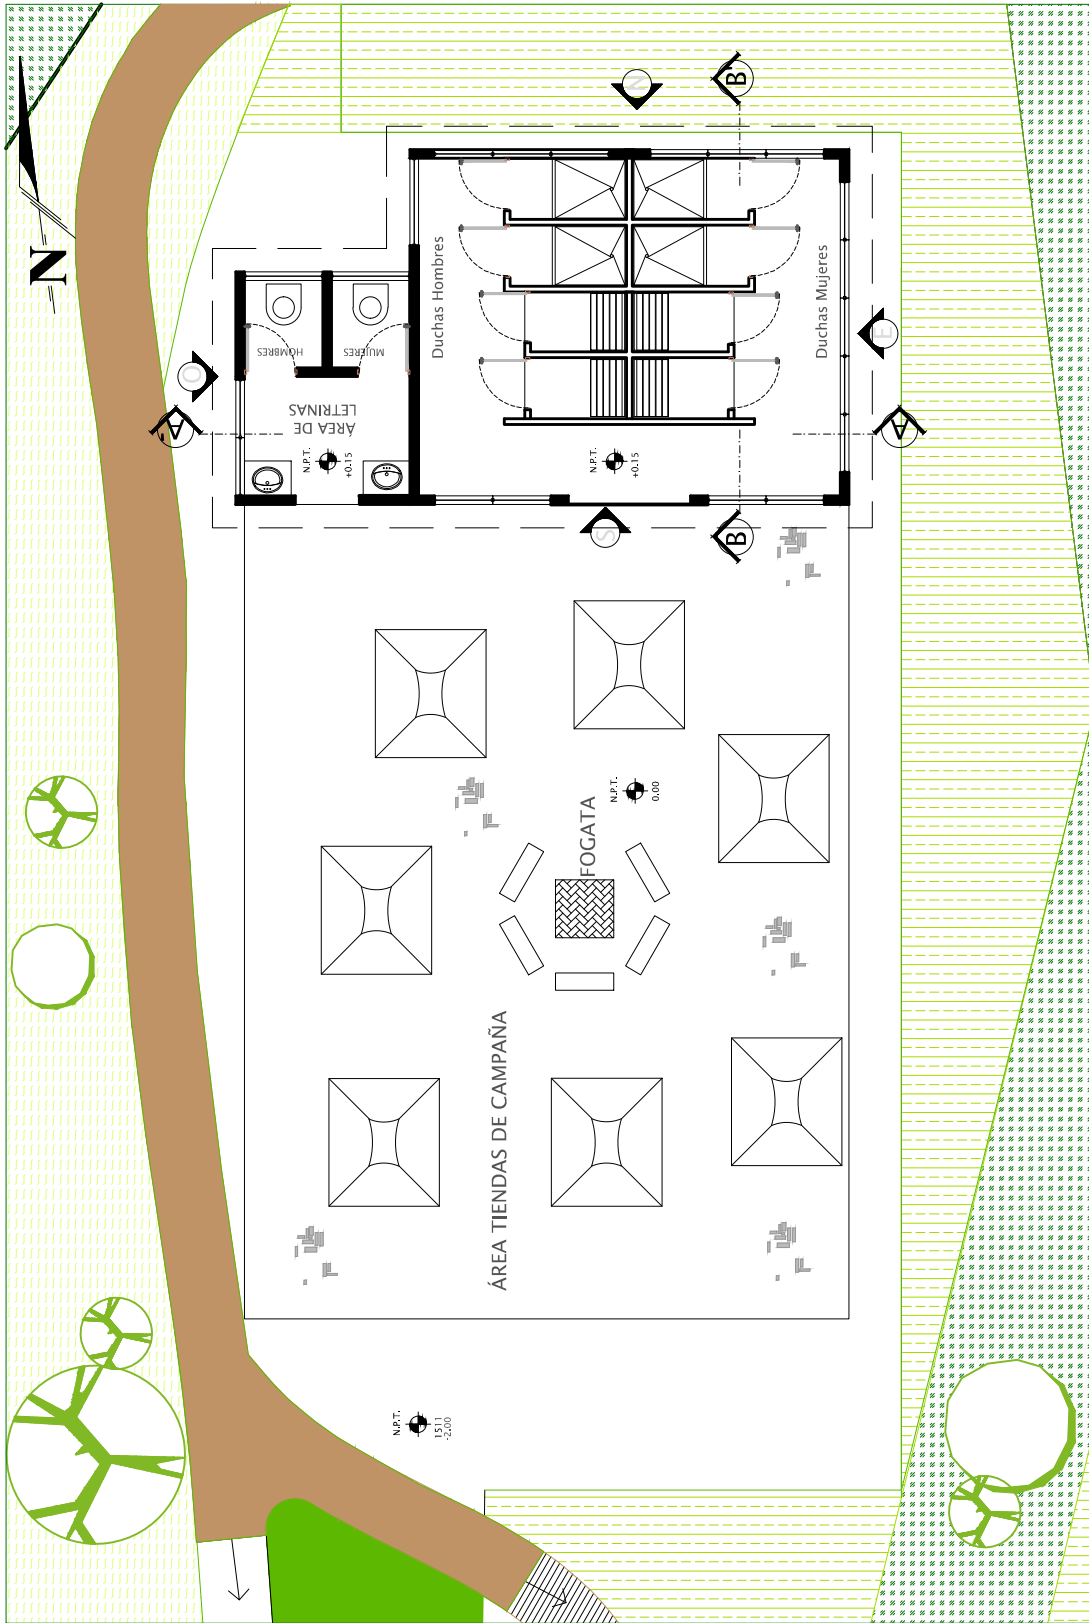 N
N
B'
Duchas Hombres
Duchas Mujeres
HOMBRES
MUJERES
O
E
ÁREA DE
LETRINAS
A'
A
N.P.T.
+0.15
N.P.T.
+0.15
S
B
N.P.T.
0.00
FOGATA
ÁREA TIENDAS DE CAMPAÑA
N.P.T.
1511
-2.00